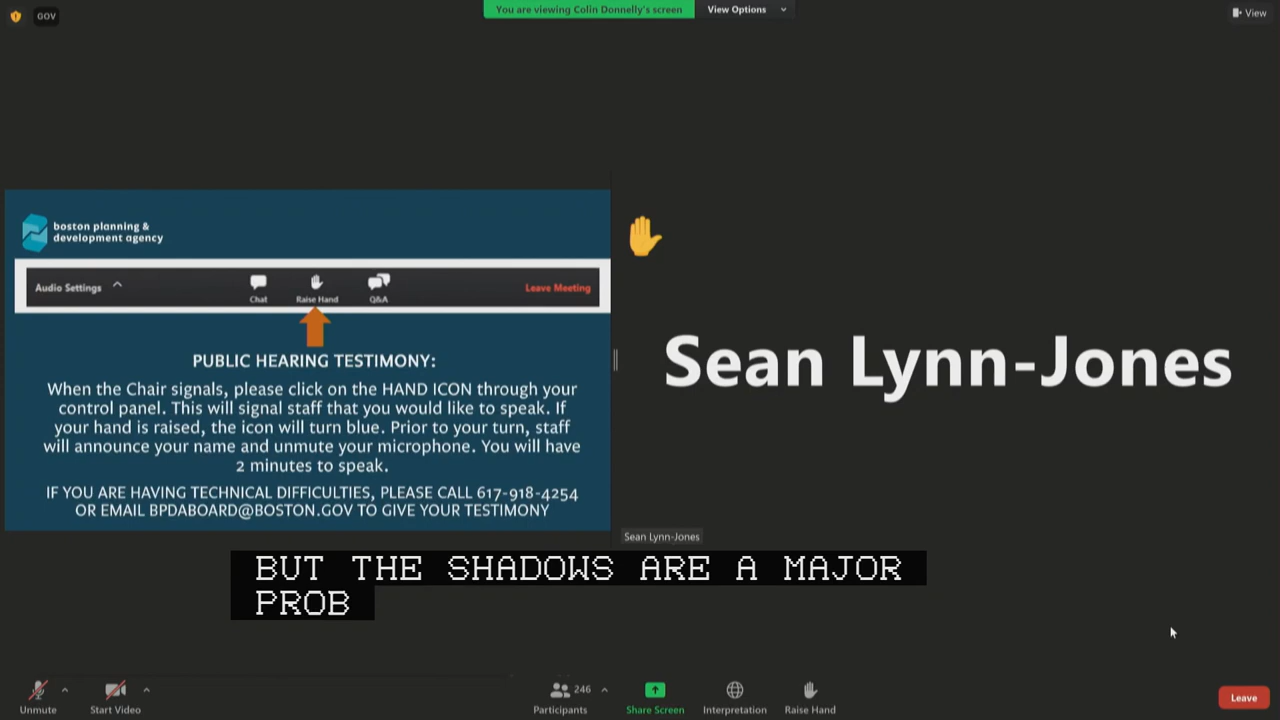 GOV
You are viewing Colin Donnelly's screen
View Options
View
boston planning &
development agency
Audio Settings
Chat
Raise Hand
Q&A
Leave Meeting
PUBLIC HEARING TESTIMONY:
When the Chair signals, please click on the HAND ICON through your
control panel. This will signal staff that you would like to speak. If
your hand is raised, the icon will turn blue. Prior to your turn, staff
will announce your name and unmute your microphone. You will have
2 minutes to speak.
IF YOU ARE HAVING TECHNICAL DIFFICULTIES, PLEASE CALL 617-918-4254
OR EMAIL BPDABOARD@BOSTON.GOV TO GIVE YOUR TESTIMONY
Sean Lynn-Jones
Sean Lynn-Jones
BUT THE SHADOWS ARE A MAJOR
PROB
Unmute
Start Video
246
Participants
Share Screen
Interpretation
Raise Hand
Leave